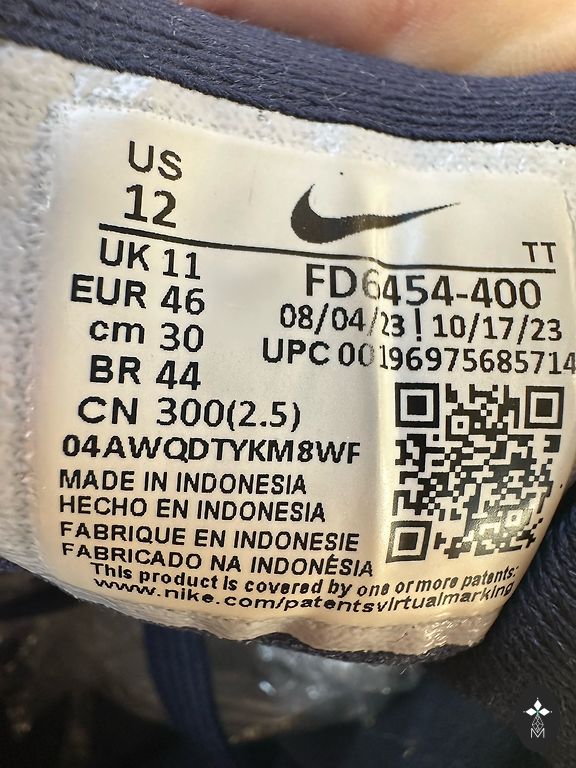 US
12
TT
UK 11
FD6454-400
EUR 46
08/04/23 | 10/17/23
cm 30
UPC 00196975685714
BR 44
CN 300(2.5)
04AWQDTYKM8WF
MADE IN INDONESIA
HECHO EN INDONESIA
FABRIQUE EN INDONESIE
FABRICADO NA INDONÉSIA
This product is covered by one or more patents:
www.nike.com/patentsvirtualmarking
M